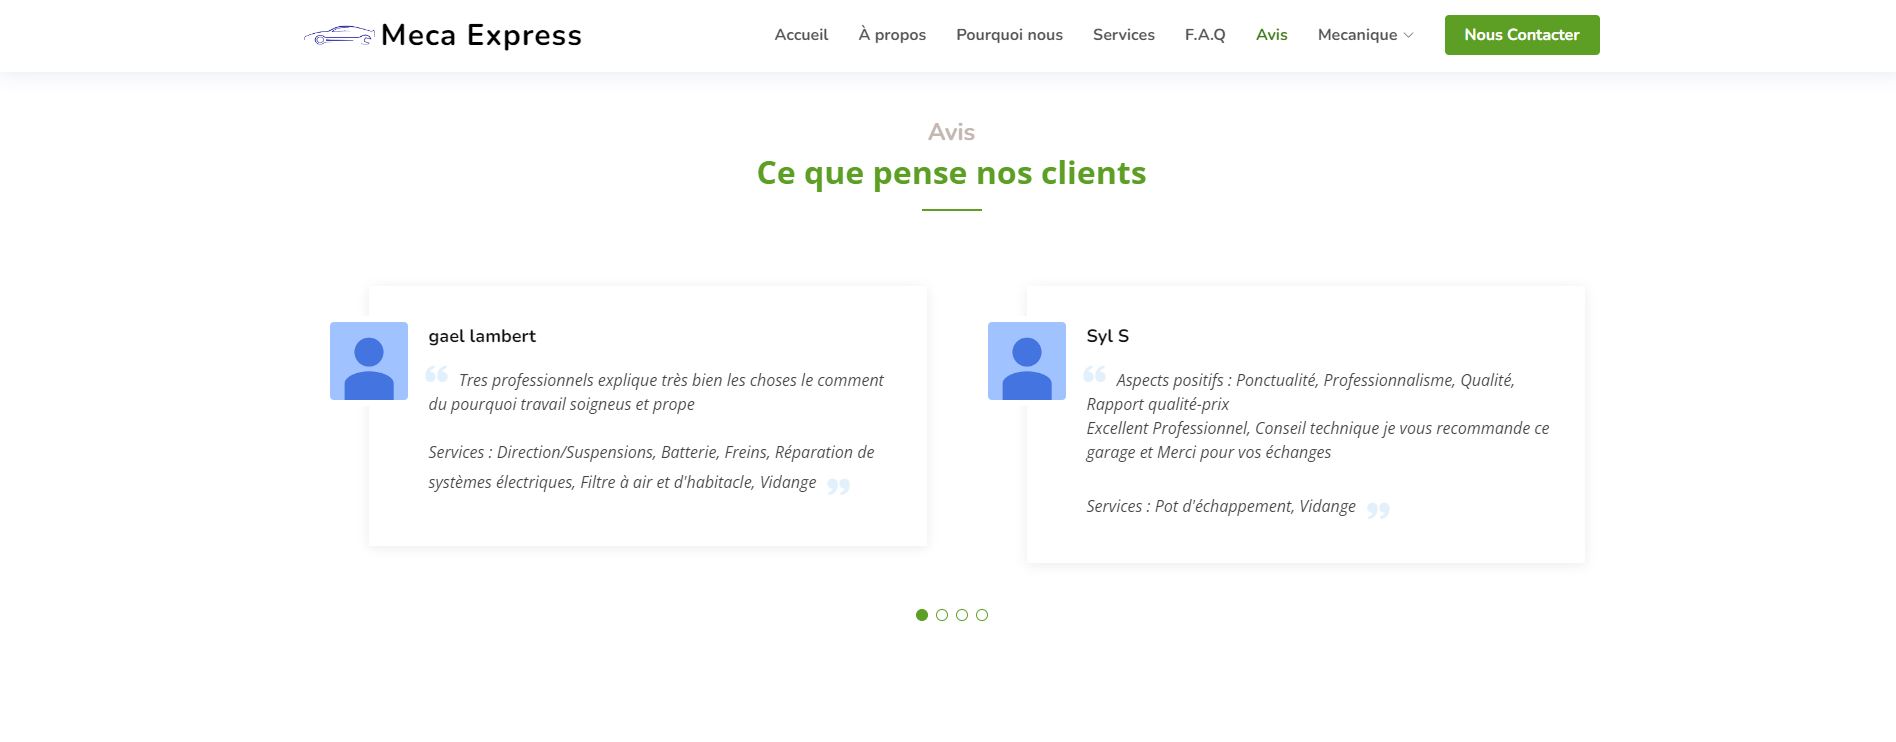 Meca Express
Accueil
À propos
Pourquoi nous
Services
F.A.Q
Avis
Mecanique
Nous Contacter
Avis
Ce que pense nos clients
gael lambert
“ Tres professionnels explique très bien les choses le comment
du pourquoi travail soigneus et prope
Services : Direction/Suspensions, Batterie, Freins, Réparation de
systèmes électriques, Filtre à air et d'habitacle, Vidange ”
Syl S
“ Aspects positifs : Ponctualité, Professionnalisme, Qualité,
Rapport qualité-prix
Excellent Professionnel, Conseil technique je vous recommande ce
garage et Merci pour vos échanges
Services : Pot d'échappement, Vidange ”